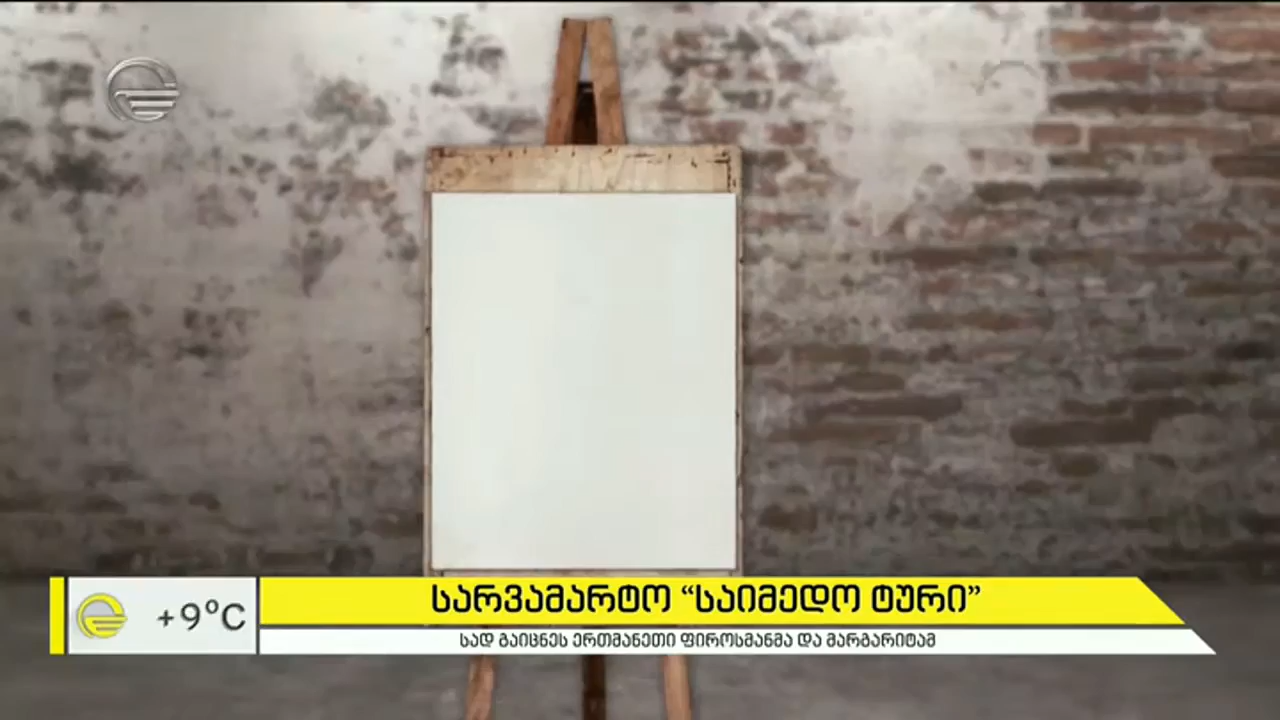 სარვამარტო “საიმედო ტური”
+9°C
სად გაიცნეს ერთმანეთი ფიროსმანმა და მარგარიტამ